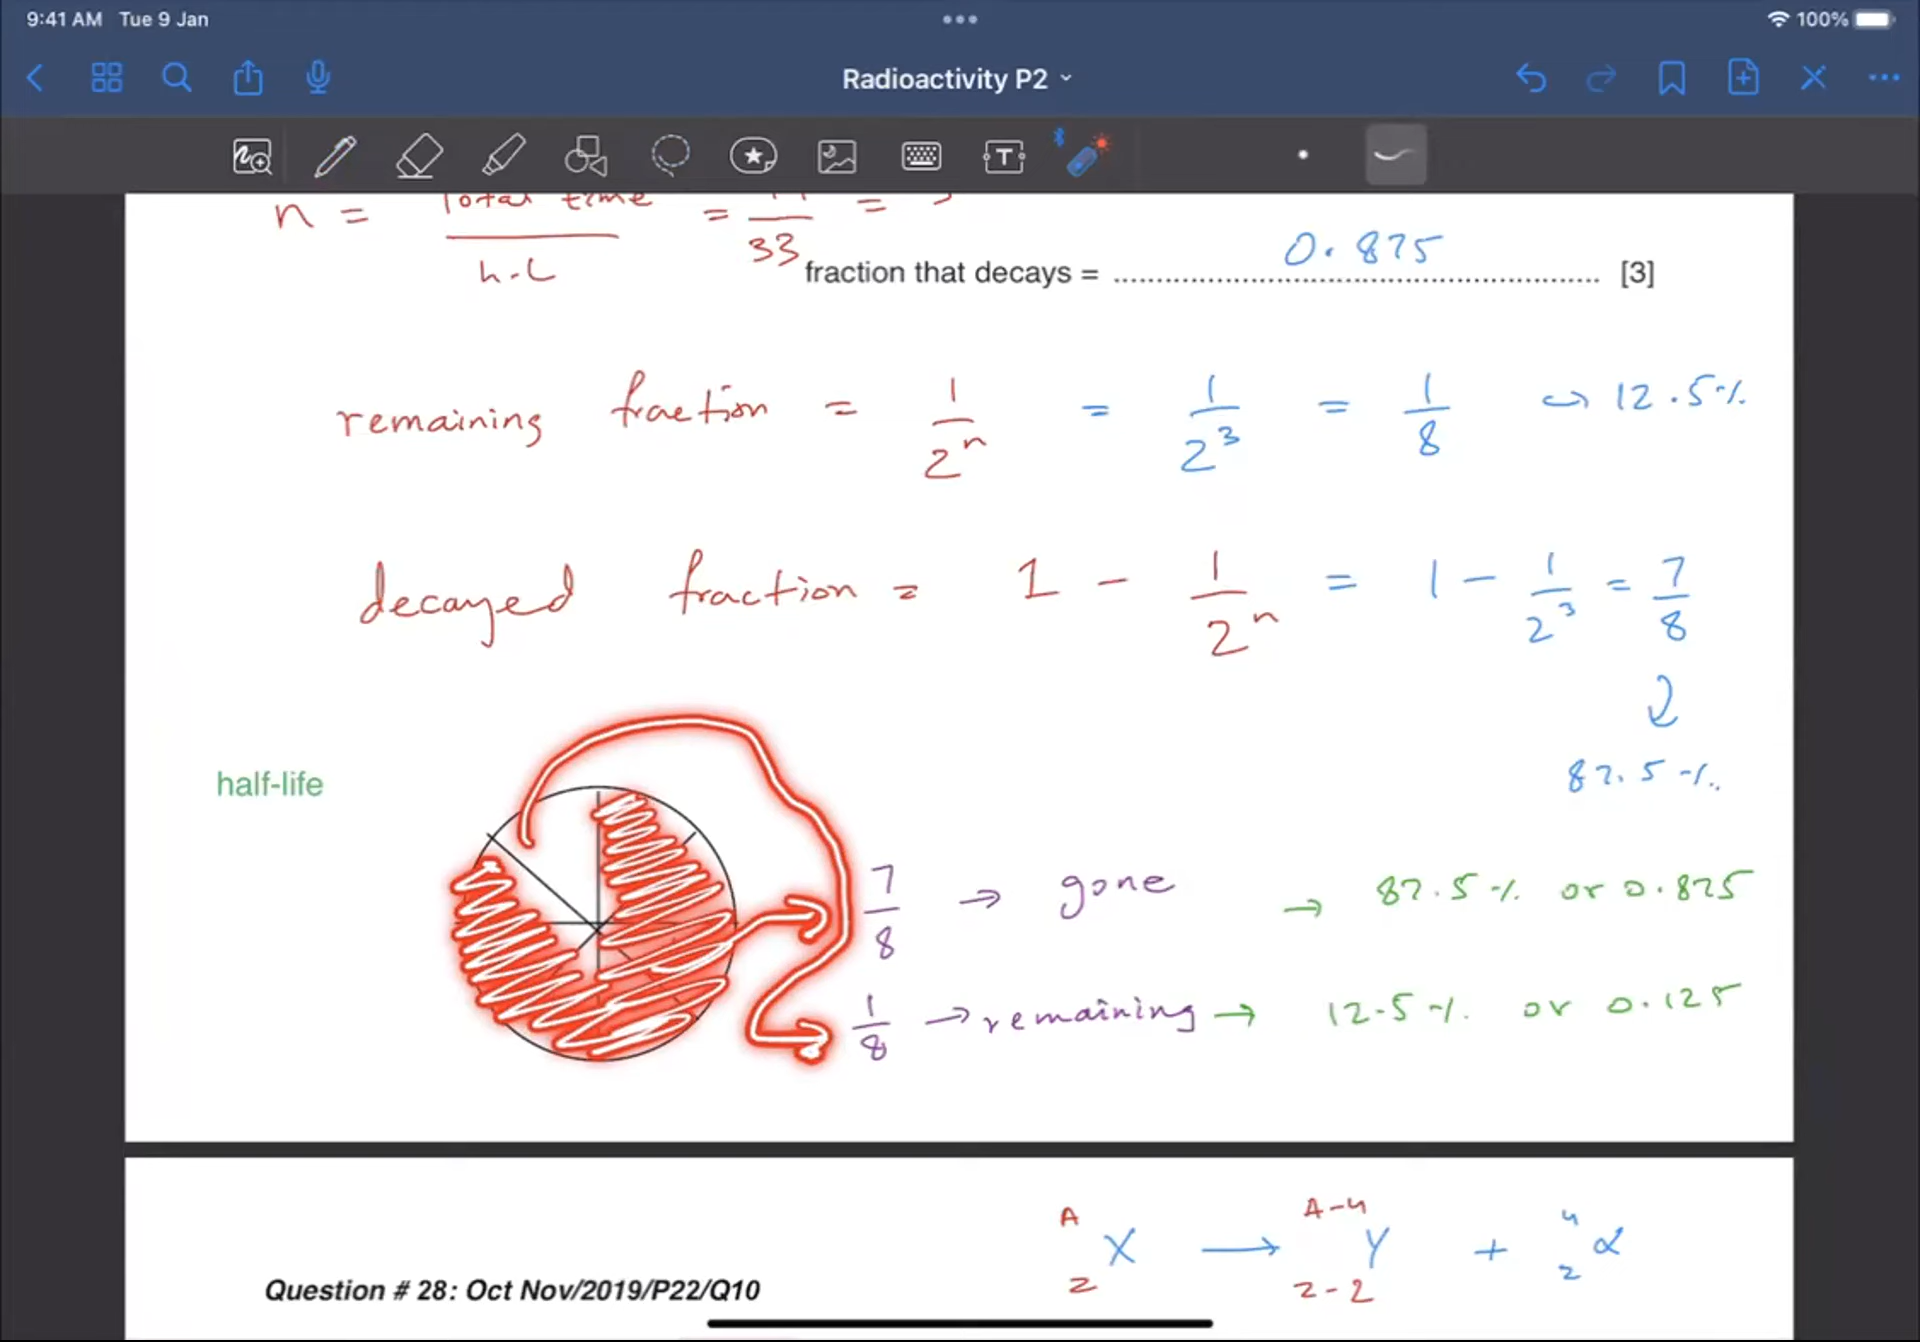 9:41 AM Tue 9 Jan
100%
Radioactivity P2
T
n = Total time / h.L = / 33 =
fraction that decays = 0.875 [3]
remaining fraction = 1/2^n = 1/2^3 = 1/8 ↪ 12.5%
decayed fraction = 1 - 1/2^n = 1 - 1/2^3 = 7/8
87.5%
half-life
7/8 → gone → 87.5% or 0.875
1/8 → remaining → 12.5% or 0.125
A Z X → A-4 Z-2 Y + 4 2 α
Question # 28: Oct Nov/2019/P22/Q10